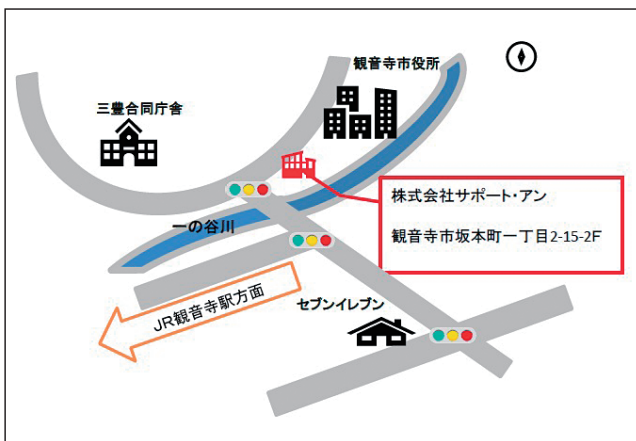 観音寺市役所
三豊合同庁舎
株式会社サポート・アン
観音寺市坂本町一丁目2-15-2F
一の谷川
JR観音寺駅方面
セブンイレブン